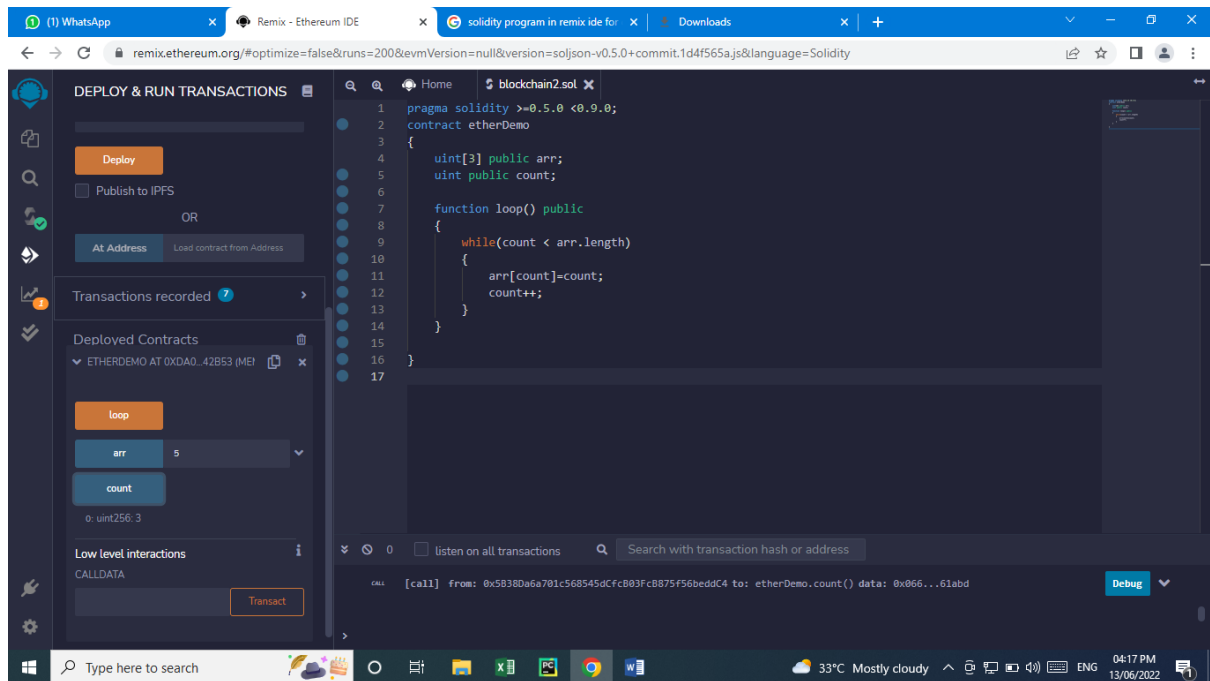 (1) WhatsApp
Remix - Ethereum IDE
solidity program in remix ide for
Downloads
remix.ethereum.org/#optimize=false&runs=200&evmVersion=null&version=soljson-v0.5.0+commit.1d4f565a.js&language=Solidity
DEPLOY & RUN TRANSACTIONS
Deploy
Publish to IPFS
OR
At Address Load contract from Address
Transactions recorded 7
Deployed Contracts
ETHERDEMO AT 0XDA0...42B53 (MEM
loop
arr 5
count
0: uint256: 3
Low level interactions
CALLDATA
Transact
Home
blockchain2.sol
1 pragma solidity >=0.5.0 <0.9.0;
2 contract etherDemo
3 {
4 uint[3] public arr;
5 uint public count;
6
7 function loop() public
8 {
9 while(count < arr.length)
10 {
11 arr[count]=count;
12 count++;
13 }
14 }
15
16 }
17
0 listen on all transactions Search with transaction hash or address
CALL [call] from: 0x5B38Da6a701c568545dCfcB03FcB875f56beddC4 to: etherDemo.count() data: 0x066...61abd
Debug
>
Type here to search
33°C Mostly cloudy
ENG
04:17 PM
13/06/2022